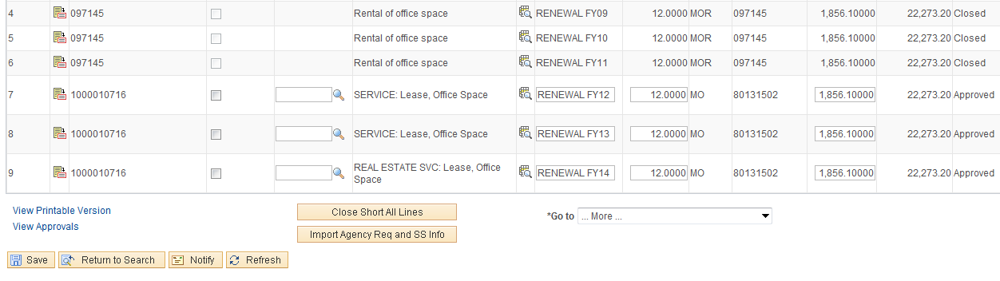 4 097145 Rental of office space RENEWAL FY09 12.0000 MOR 097145 1,856.10000 22,273.20 Closed
5 097145 Rental of office space RENEWAL FY10 12.0000 MOR 097145 1,856.10000 22,273.20 Closed
6 097145 Rental of office space RENEWAL FY11 12.0000 MOR 097145 1,856.10000 22,273.20 Closed
7 1000010716 SERVICE: Lease, Office Space RENEWAL FY12 12.0000 MO 80131502 1,856.10000 22,273.20 Approved
8 1000010716 SERVICE: Lease, Office Space RENEWAL FY13 12.0000 MO 80131502 1,856.10000 22,273.20 Approved
9 1000010716 REAL ESTATE SVC: Lease, Office Space RENEWAL FY14 12.0000 MO 80131502 1,856.10000 22,273.20 Approved
View Printable Version Close Short All Lines *Go to ... More ...
View Approvals Import Agency Req and SS Info
Save Return to Search Notify Refresh